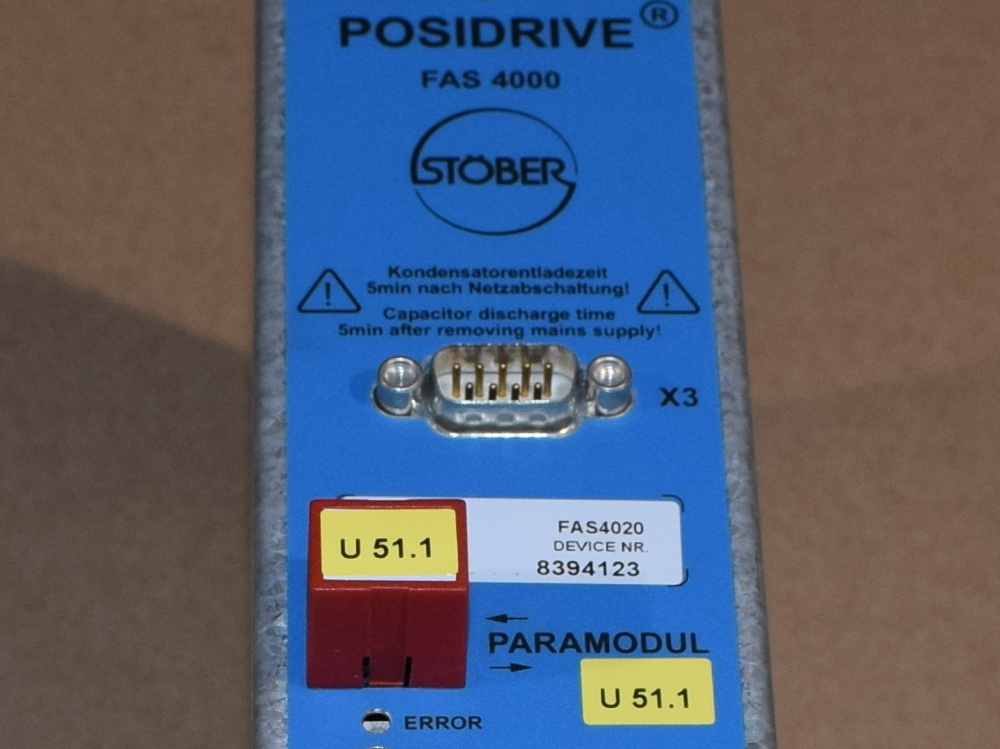 POSIDRIVE®
FAS 4000
STÖBER
Kondensatorentladezeit
5min nach Netzabschaltung!
Capacitor discharge time
5min after removing mains supply!
X3
U 51.1
FAS4020
DEVICE NR.
8394123
PARAMODUL
U 51.1
ERROR